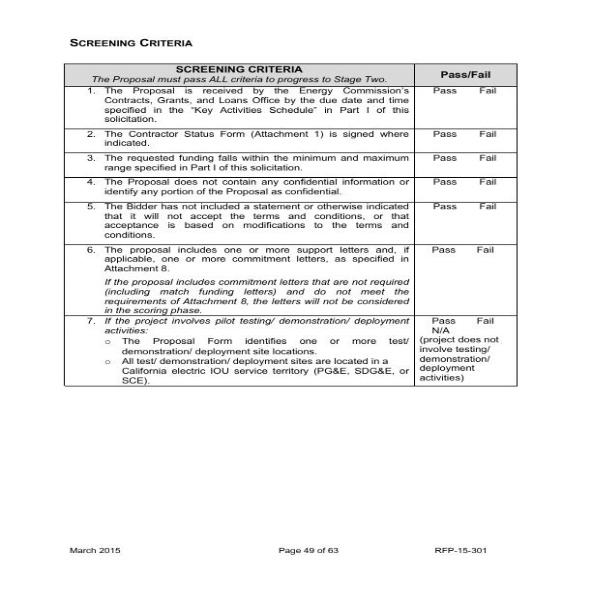 SCREENING CRITERIA
SCREENING CRITERIA
The Proposal must pass ALL criteria to progress to Stage Two.
Pass/Fail
1. The Proposal is received by the Energy Commission's
Contracts, Grants, and Loans Office by the due date and time
specified in the "Key Activities Schedule" in Part I of this
solicitation.
Pass Fail
2. The Contractor Status Form (Attachment 1) is signed where
indicated.
Pass Fail
3. The requested funding falls within the minimum and maximum
range specified in Part I of this solicitation.
Pass Fail
4. The Proposal does not contain any confidential information or
identify any portion of the Proposal as confidential.
Pass Fail
5. The Bidder has not included a statement or otherwise indicated
that it will not accept the terms and conditions, or that
acceptance is based on modifications to the terms and
conditions.
Pass Fail
6. The proposal includes one or more support letters and, if
applicable, one or more commitment letters, as specified in
Attachment 8.
If the proposal includes commitment letters that are not required
(including match funding letters) and do not meet the
requirements of Attachment 8, the letters will not be considered
in the scoring phase.
Pass Fail
7. If the project involves pilot testing/ demonstration/ deployment
activities:
o The Proposal Form identifies one or more test/
demonstration/ deployment site locations.
o All test/ demonstration/ deployment sites are located in a
California electric IOU service territory (PG&E, SDG&E, or
SCE).
Pass Fail
N/A
(project does not
involve testing/
demonstration/
deployment
activities)
March 2015 Page 49 of 63 RFP-15-301